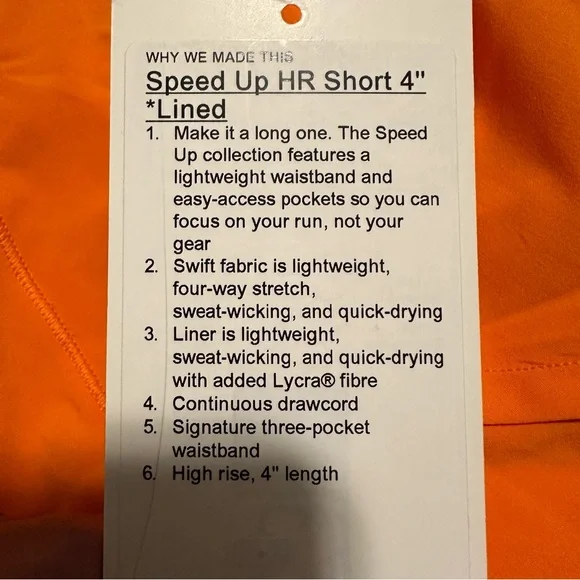 WHY WE MADE THIS
Speed Up HR Short 4"
*Lined
1. Make it a long one. The Speed
Up collection features a
lightweight waistband and
easy-access pockets so you can
focus on your run, not your
gear
2. Swift fabric is lightweight,
four-way stretch,
sweat-wicking, and quick-drying
3. Liner is lightweight,
sweat-wicking, and quick-drying
with added Lycra® fibre
4. Continuous drawcord
5. Signature three-pocket
waistband
6. High rise, 4" length